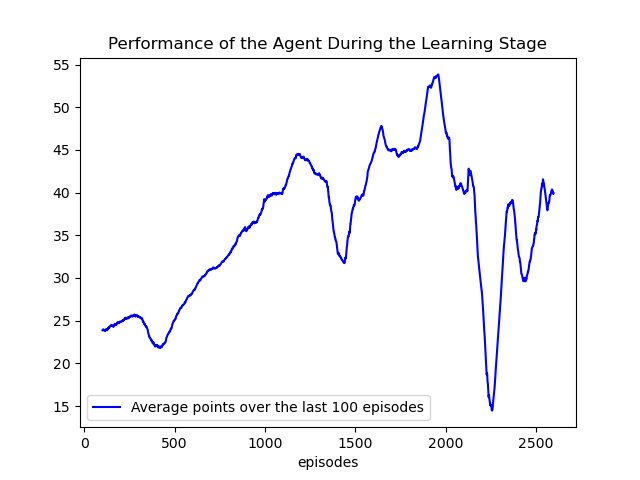 Performance of the Agent During the Learning Stage
55
50
45
40
35
30
25
20
15
Average points over the last 100 episodes
0 500 1000 1500 2000 2500
episodes